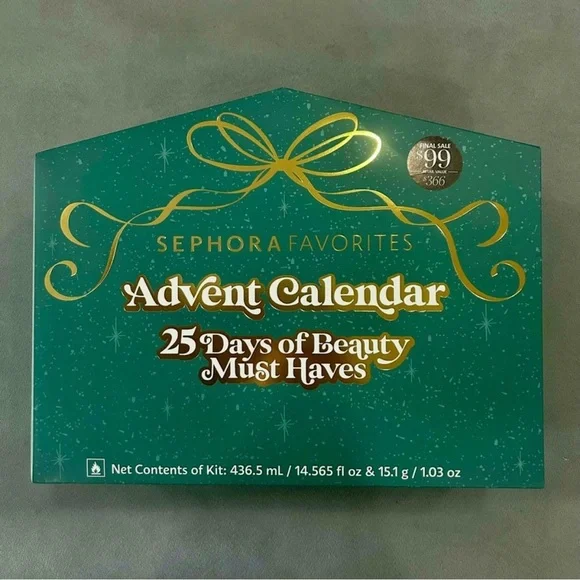 FINAL SALE
$99
VALUE
$366
SEPHORA FAVORITES
Advent Calendar
25 Days of Beauty
Must Haves
Net Contents of Kit: 436.5 mL / 14.565 fl oz & 15.1 g / 1.03 oz